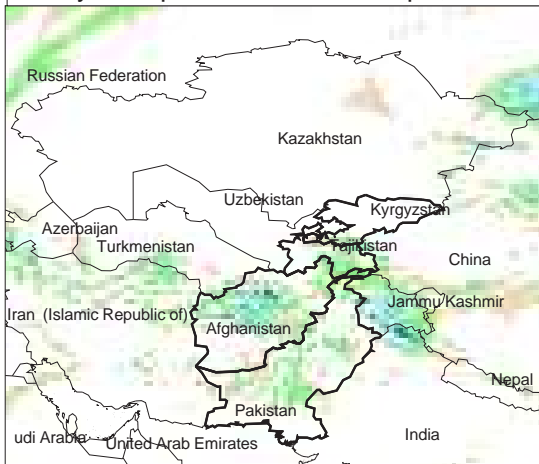 Russian Federation
Kazakhstan
Uzbekistan
Kyrgyzstan
Azerbaijan
Turkmenistan
Tajikistan
China
Iran (Islamic Republic of)
Jammu/Kashmir
Afghanistan
Nepal
Pakistan
udi Arabia
United Arab Emirates
India